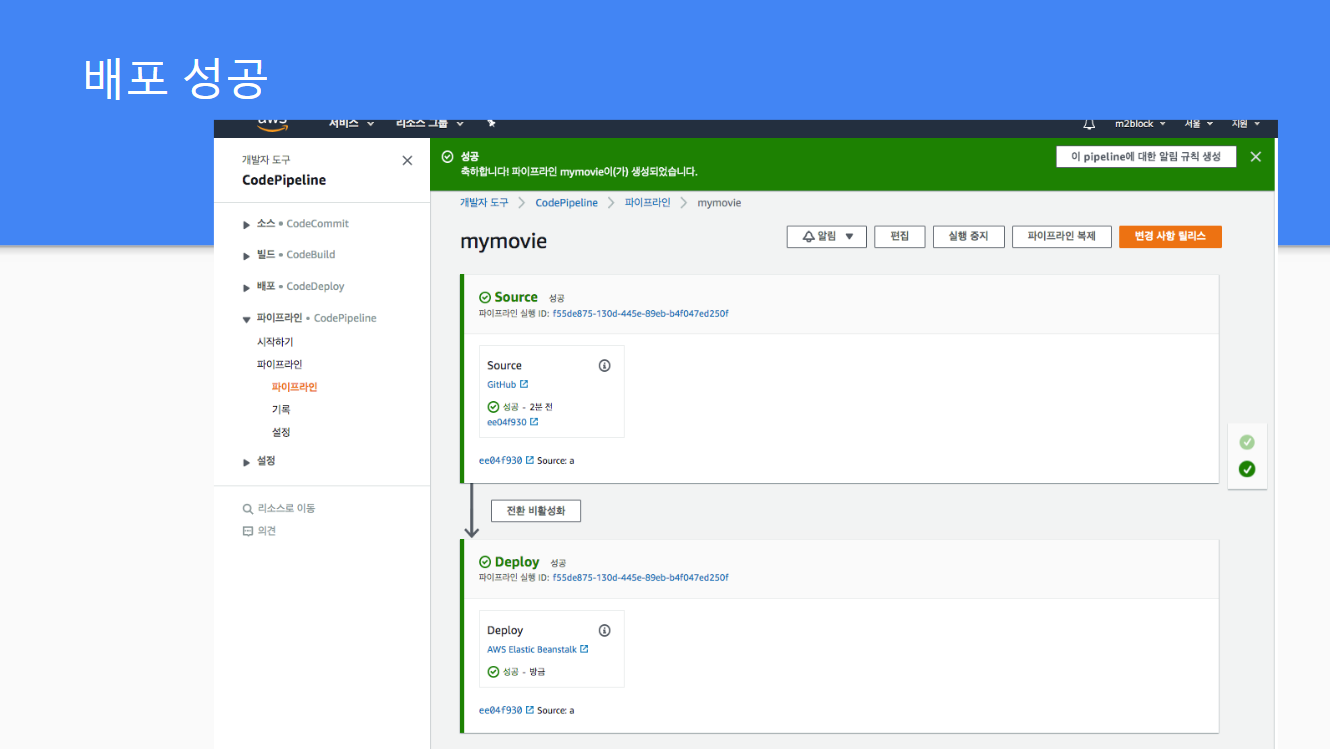 배포 성공
aws
서비스
리소스 그룹
m2block
서울
지원
개발자 도구
CodePipeline
성공
축하합니다! 파이프라인 mymovie이(가) 생성되었습니다.
이 pipeline에 대한 알림 규칙 생성
소스 • CodeCommit
빌드 • CodeBuild
배포 • CodeDeploy
파이프라인 • CodePipeline
시작하기
파이프라인
파이프라인
기록
설정
설정
리소스로 이동
의견
개발자 도구 > CodePipeline > 파이프라인 > mymovie
mymovie
알림
편집
실행 중지
파이프라인 복제
변경 사항 릴리스
Source 성공
파이프라인 실행 ID: f55de875-130d-445e-89eb-b4f047ed250f
Source
GitHub
성공 - 2분 전
ee04f930
ee04f930 Source: a
전환 비활성화
Deploy 성공
파이프라인 실행 ID: f55de875-130d-445e-89eb-b4f047ed250f
Deploy
AWS Elastic Beanstalk
성공 - 방금
ee04f930 Source: a